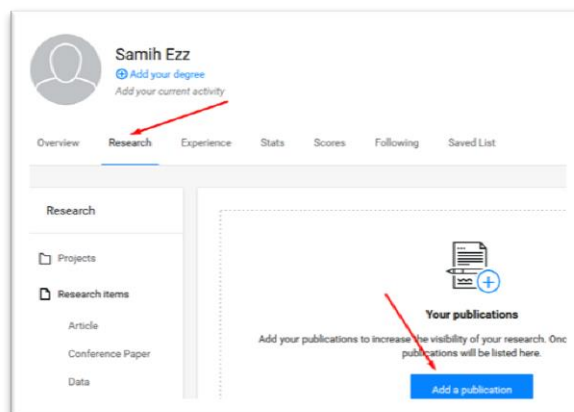 Samih Ezz
Add your degree
Add your current activity
Overview Research Experience Stats Scores Following Saved List
Research
Projects
Research items
Article
Conference Paper
Data
Your publications
Add your publications to increase the visibility of your research. Onc
publications will be listed here.
Add a publication